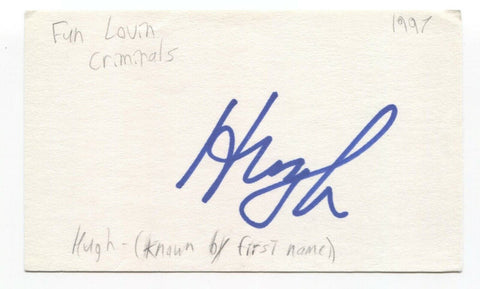 Fun Lovin 1997
Criminals
Hugh
Hugh - (known by first name)